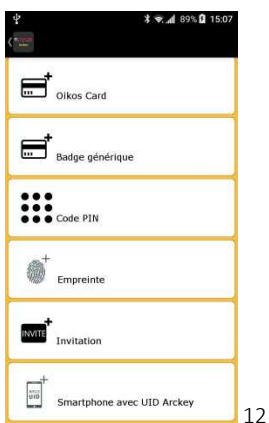 89% 15:07
Oikos Card
Badge générique
Code PIN
Empreinte
INVITE
Invitation
UID
Smartphone avec UID Arckey
12